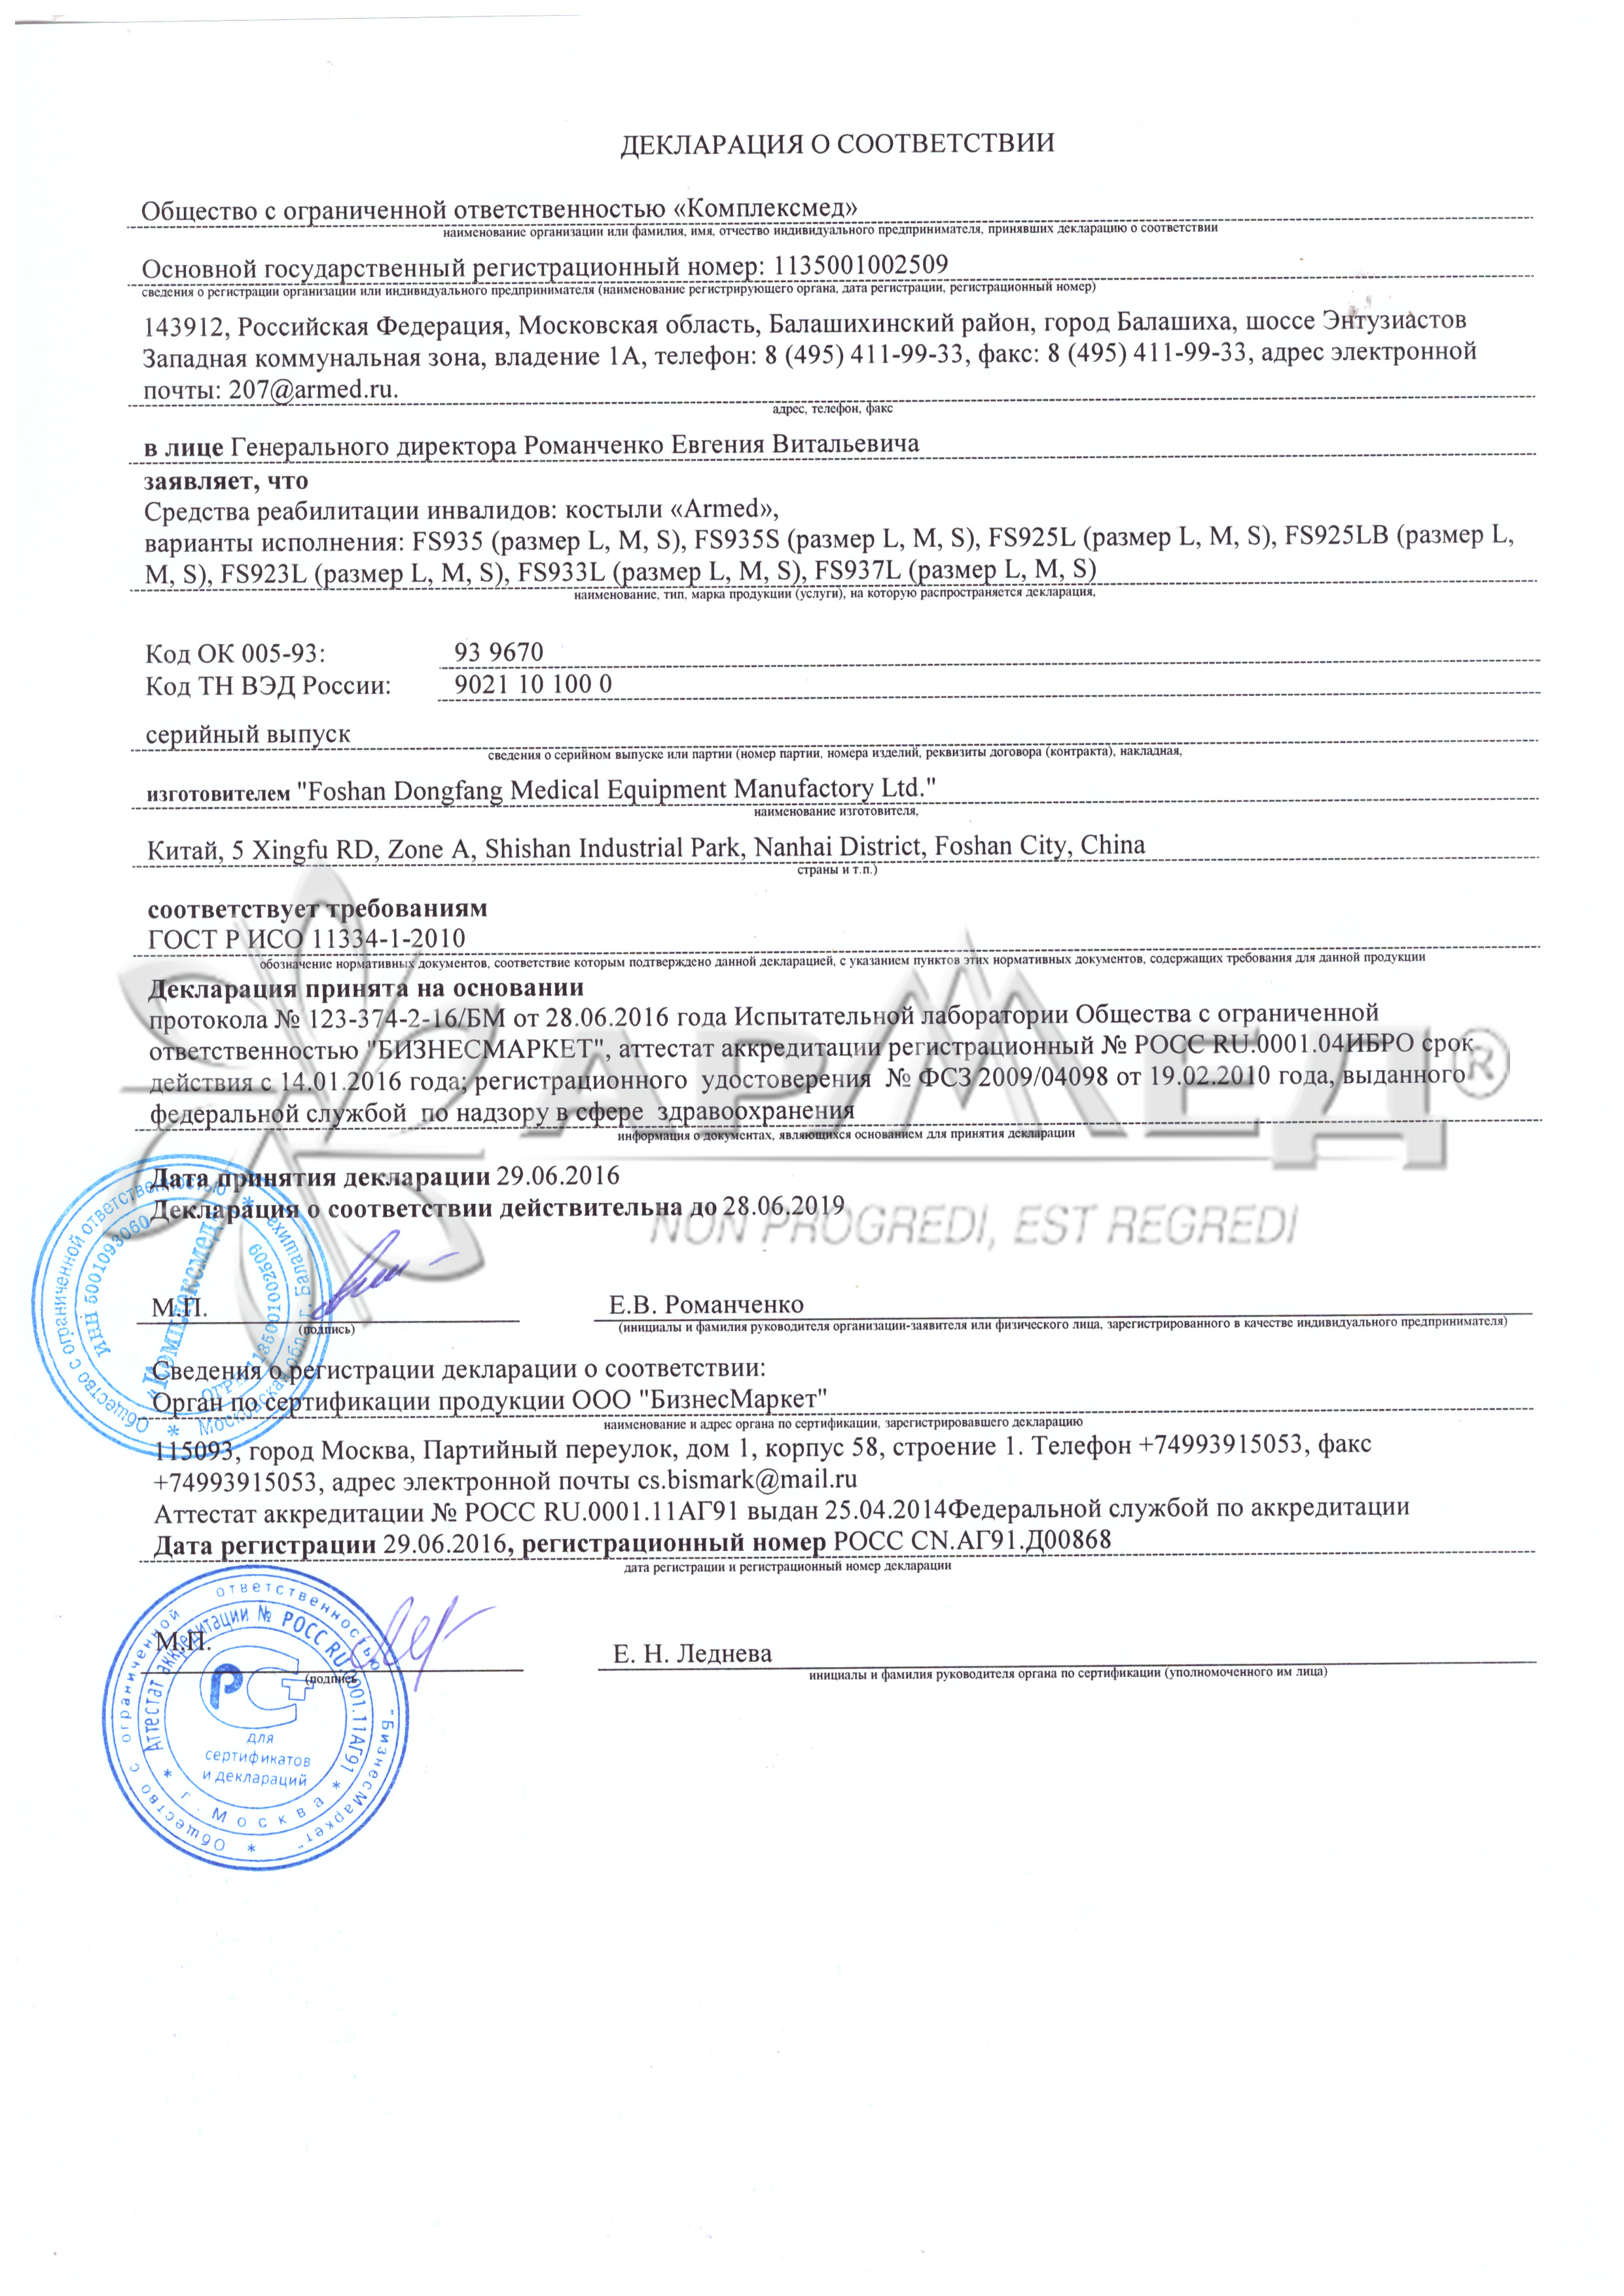 ДЕКЛАРАЦИЯ О СООТВЕТСТВИИ
Общество с ограниченной ответственностью «Комплексмед»
наименование организации или фамилия, имя, отчество индивидуального предпринимателя, принявших декларацию о соответствии
Основной государственный регистрационный номер: 1135001002509
сведения о регистрации организации или индивидуального предпринимателя (наименование регистрирующего органа, дата регистрации, регистрационный номер)
143912, Российская Федерация, Московская область, Балашихинский район, город Балашиха, шоссе Энтузиастов
Западная коммунальная зона, владение 1А, телефон: 8 (495) 411-99-33, факс: 8 (495) 411-99-33, адрес электронной
почты: 207@armed.ru.
адрес, телефон, факс
в лице Генерального директора Романченко Евгения Витальевича
заявляет, что
Средства реабилитации инвалидов: костыли «Armed»,
варианты исполнения: FS935 (размер L, M, S), FS935S (размер L, M, S), FS925L (размер L, M, S), FS925LB (размер L,
M, S), FS923L (размер L, M, S), FS933L (размер L, M, S), FS937L (размер L, M, S)
наименование, тип, марка продукции (услуги), на которую распространяется декларация,
Код ОК 005-93: 93 9670
Код ТН ВЭД России: 9021 10 100 0
серийный выпуск
сведения о серийном выпуске или партии (номер партии, номера изделий, реквизиты договора (контракта), накладная,
изготовителем "Foshan Dongfang Medical Equipment Manufactory Ltd."
наименование изготовителя,
Китай, 5 Xingfu RD, Zone A, Shishan Industrial Park, Nanhai District, Foshan City, China
страны и т.п.)
соответствует требованиям
ГОСТ Р ИСО 11334-1-2010
обозначение нормативных документов, соответствие которым подтверждено данной декларацией, с указанием пунктов этих нормативных документов, содержащих требования для данной продукции
Декларация принята на основании
протокола № 123-374-2-16/БМ от 28.06.2016 года Испытательной лаборатории Общества с ограниченной
ответственностью "БИЗНЕСМАРКЕТ", аттестат аккредитации регистрационный № РОСС RU.0001.04ИБРО срок
действия с 14.01.2016 года; регистрационного удостоверения № ФСЗ 2009/04098 от 19.02.2010 года, выданного
федеральной службой по надзору в сфере здравоохранения
информация о документах, являющихся основанием для принятия декларации
АРМЕД ®
NON PROGREDI, EST REGREDI
Дата принятия декларации 29.06.2016
Декларация о соответствии действительна до 28.06.2019
М.П. Е.В. Романченко
(подпись) (инициалы и фамилия руководителя организации-заявителя или физического лица, зарегистрированного в качестве индивидуального предпринимателя)
Общество с ограниченной ответственностью * Московская обл., г. Балашиха *
ИНН 5001093060
ОГРН 1135001002509
"Комплексмед"
Сведения о регистрации декларации о соответствии:
Орган по сертификации продукции ООО "БизнесМаркет"
наименование и адрес органа по сертификации, зарегистрировавшего декларацию
115093, город Москва, Партийный переулок, дом 1, корпус 58, строение 1. Телефон +74993915053, факс
+74993915053, адрес электронной почты cs.bismark@mail.ru
Аттестат аккредитации № РОСС RU.0001.11АГ91 выдан 25.04.2014Федеральной службой по аккредитации
Дата регистрации 29.06.2016, регистрационный номер РОСС CN.АГ91.Д00868
дата регистрации и регистрационный номер декларации
М.П. Е. Н. Леднева
(подпись инициалы и фамилия руководителя органа по сертификации (уполномоченного им лица)
Общество с ограниченной ответственностью "БизнесМаркет" *
Аттестат аккредитации № РОСС RU.0001.11АГ91
* г. Москва *
для
сертификатов
и деклараций